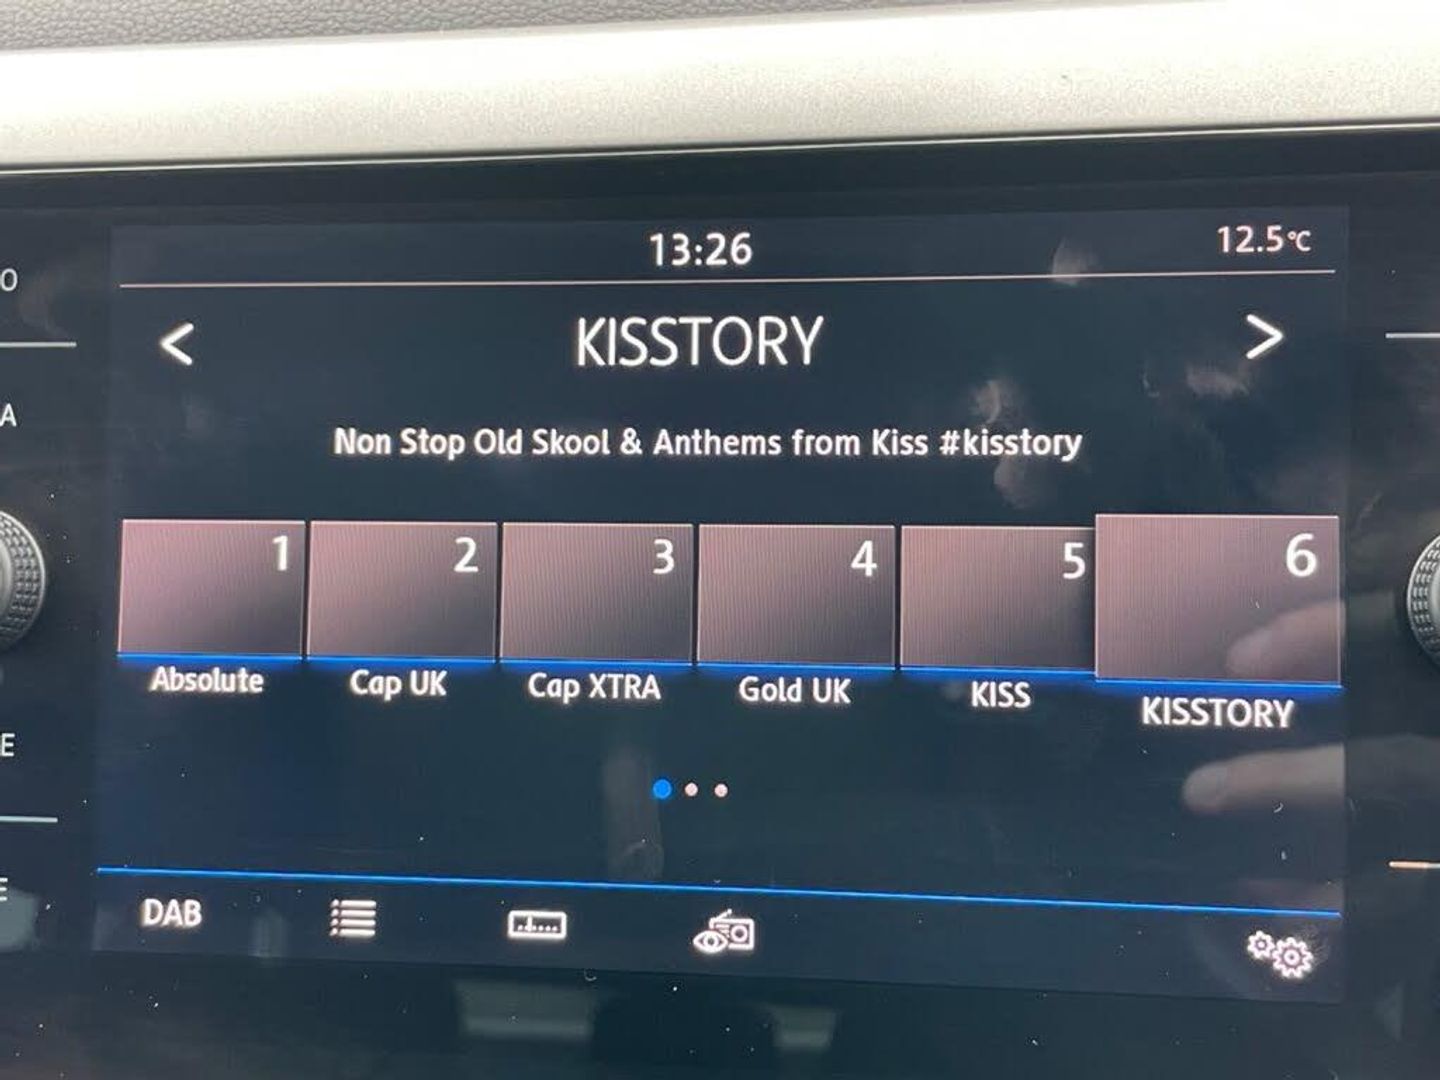 13:26
12.5°C
< KISSTORY >
Non Stop Old Skool & Anthems from Kiss #kisstory
1 2 3 4 5 6
Absolute Cap UK Cap XTRA Gold UK KISS KISSTORY
DAB